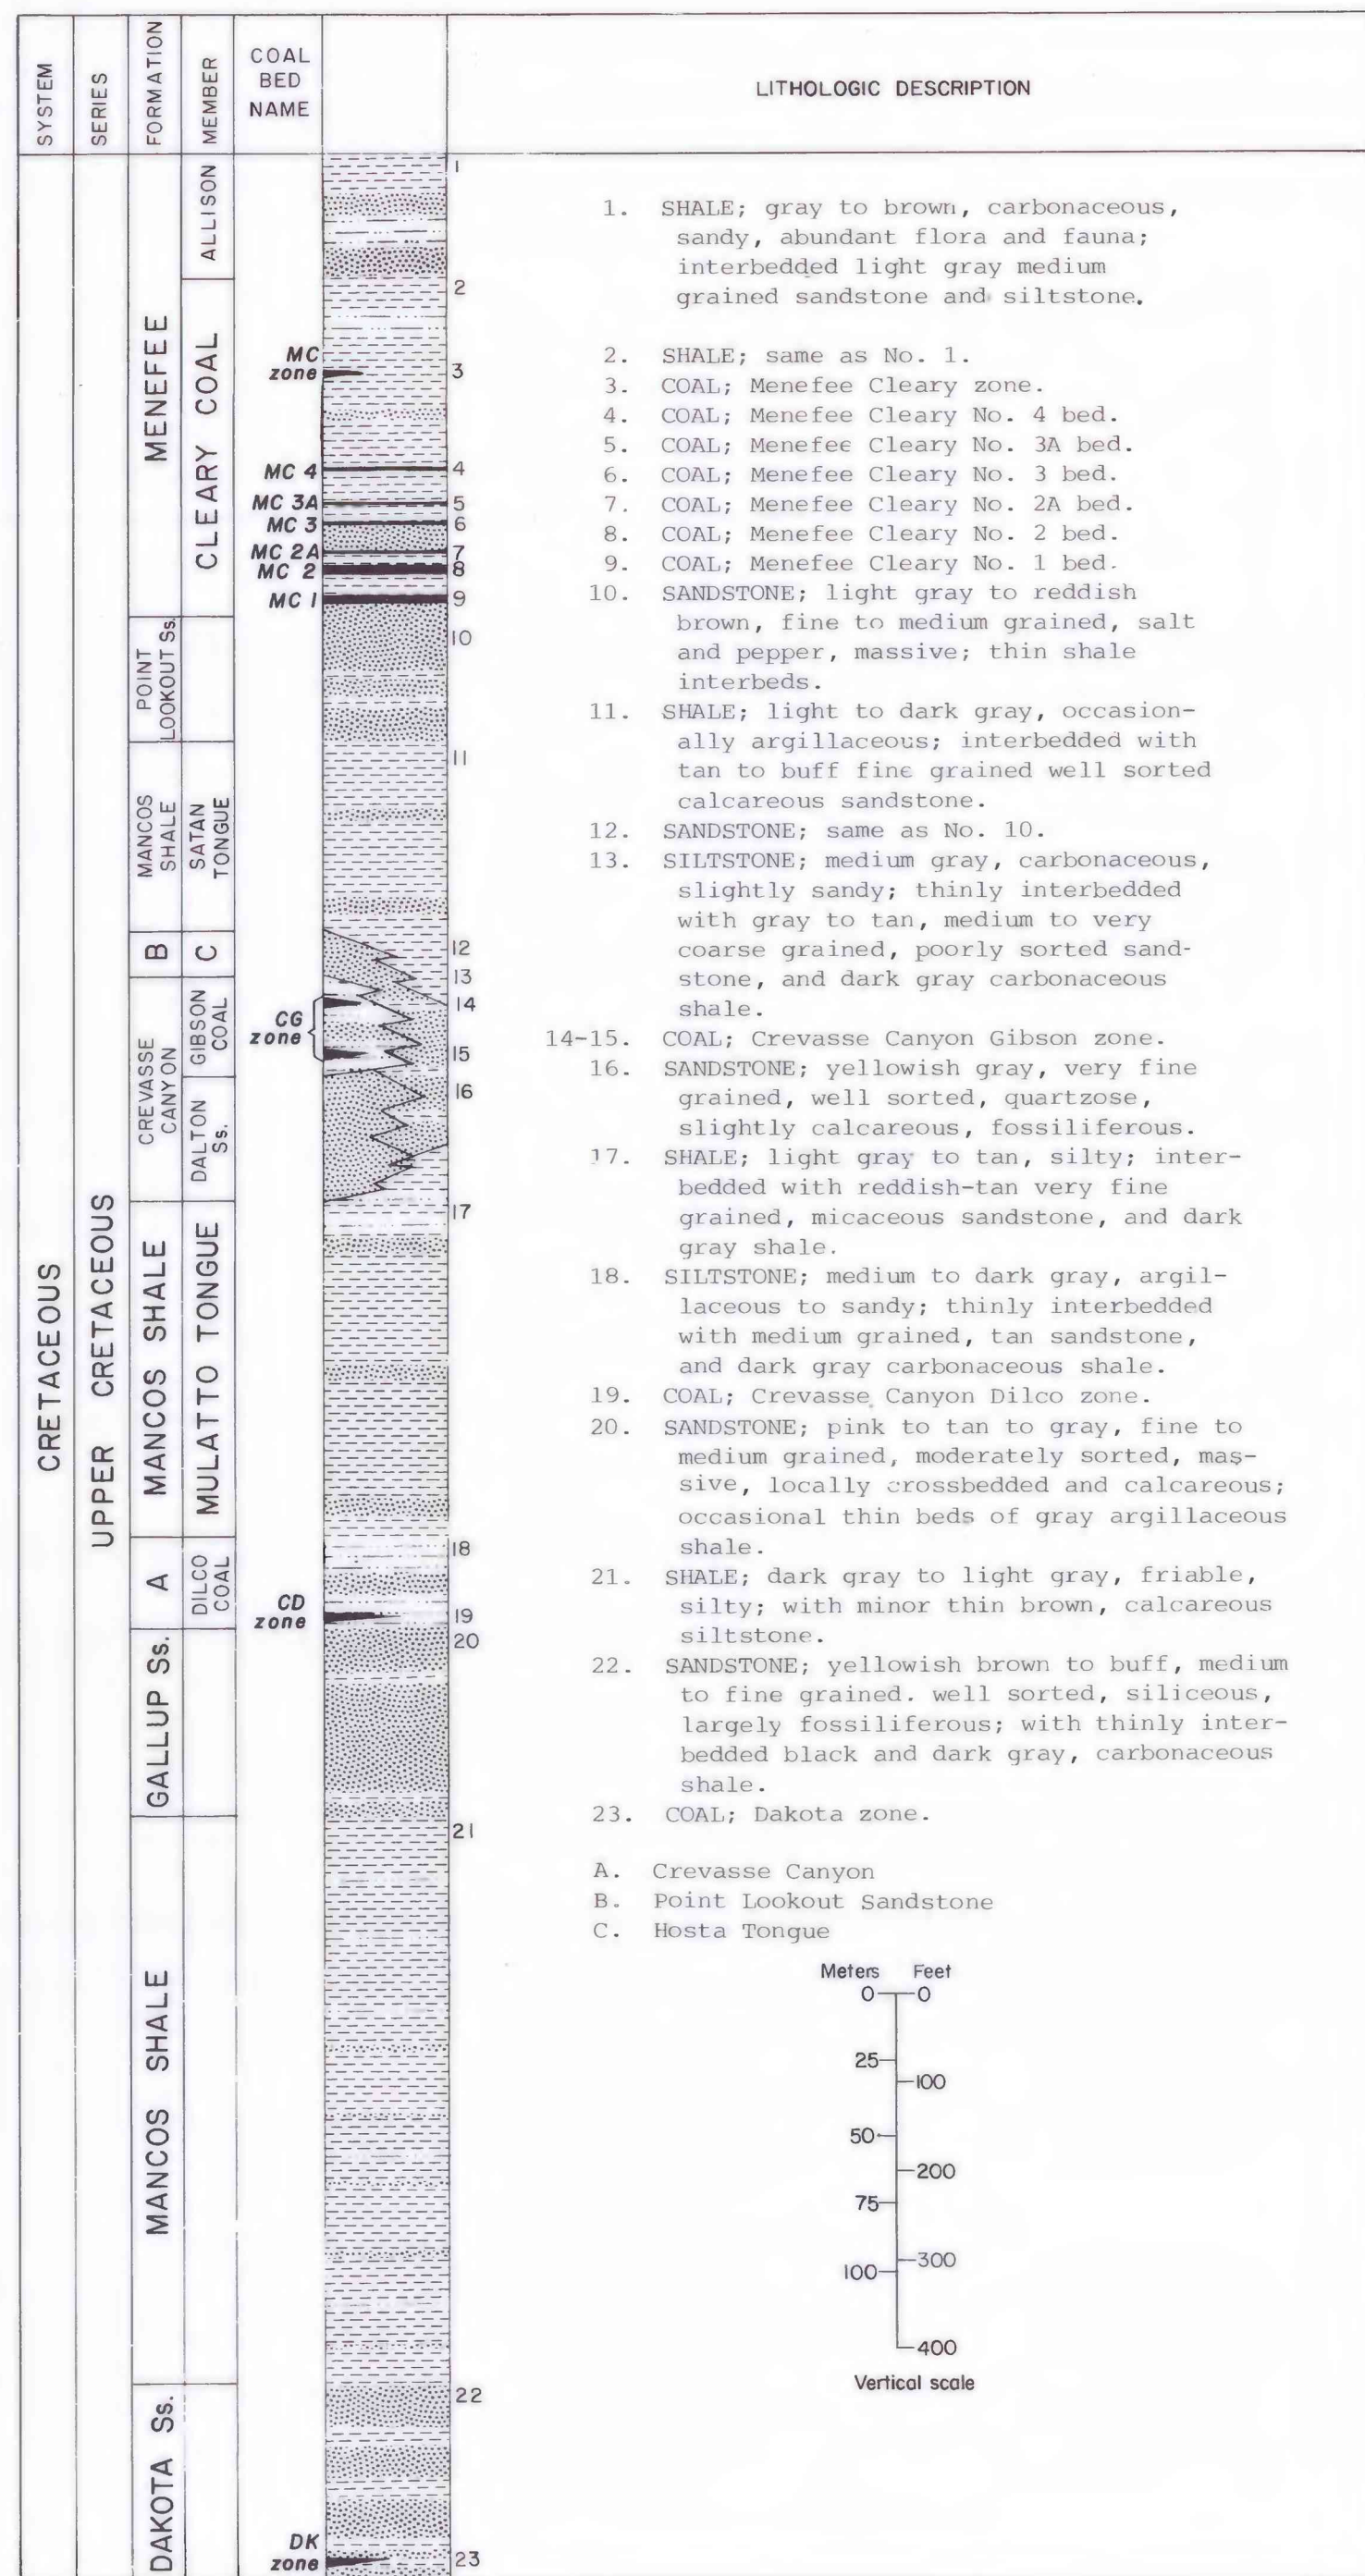 SYSTEM
SERIES
FORMATION
MEMBER
COAL
BED
NAME
LITHOLOGIC DESCRIPTION
CRETACEOUS
UPPER CRETACEOUS
MENEFEE
POINT
LOOKOUT Ss.
MANCOS
SHALE
B
CREVASSE
CANYON
MANCOS SHALE
A
GALLUP Ss.
MANCOS SHALE
DAKOTA Ss.
ALLISON
CLEARY COAL
SATAN
TONGUE
C
GIBSON
COAL
DALTON
Ss.
MULATTO TONGUE
DILCO
COAL
MC
zone
MC 4
MC 3A
MC 3
MC 2A
MC 2
MC 1
CG
zone
CD
zone
DK
zone
1
2
3
4
5
6
7
8
9
10
11
12
13
14
15
16
17
18
19
20
21
22
23
1. SHALE; gray to brown, carbonaceous,
sandy, abundant flora and fauna;
interbedded light gray medium
grained sandstone and siltstone.
2. SHALE; same as No. 1.
3. COAL; Menefee Cleary zone.
4. COAL; Menefee Cleary No. 4 bed.
5. COAL; Menefee Cleary No. 3A bed.
6. COAL; Menefee Cleary No. 3 bed.
7. COAL; Menefee Cleary No. 2A bed.
8. COAL; Menefee Cleary No. 2 bed.
9. COAL; Menefee Cleary No. 1 bed.
10. SANDSTONE; light gray to reddish
brown, fine to medium grained, salt
and pepper, massive; thin shale
interbeds.
11. SHALE; light to dark gray, occasion-
ally argillaceous; interbedded with
tan to buff fine grained well sorted
calcareous sandstone.
12. SANDSTONE; same as No. 10.
13. SILTSTONE; medium gray, carbonaceous,
slightly sandy; thinly interbedded
with gray to tan, medium to very
coarse grained, poorly sorted sand-
stone, and dark gray carbonaceous
shale.
14-15. COAL; Crevasse Canyon Gibson zone.
16. SANDSTONE; yellowish gray, very fine
grained, well sorted, quartzose,
slightly calcareous, fossiliferous.
17. SHALE; light gray to tan, silty; inter-
bedded with reddish-tan very fine
grained, micaceous sandstone, and dark
gray shale.
18. SILTSTONE; medium to dark gray, argil-
laceous to sandy; thinly interbedded
with medium grained, tan sandstone,
and dark gray carbonaceous shale.
19. COAL; Crevasse Canyon Dilco zone.
20. SANDSTONE; pink to tan to gray, fine to
medium grained, moderately sorted, mas-
sive, locally crossbedded and calcareous;
occasional thin beds of gray argillaceous
shale.
21. SHALE; dark gray to light gray, friable,
silty; with minor thin brown, calcareous
siltstone.
22. SANDSTONE; yellowish brown to buff, medium
to fine grained. well sorted, siliceous,
largely fossiliferous; with thinly inter-
bedded black and dark gray, carbonaceous
shale.
23. COAL; Dakota zone.
A. Crevasse Canyon
B. Point Lookout Sandstone
C. Hosta Tongue
Meters Feet
0 0
25
100
50
200
75
300
100
400
Vertical scale